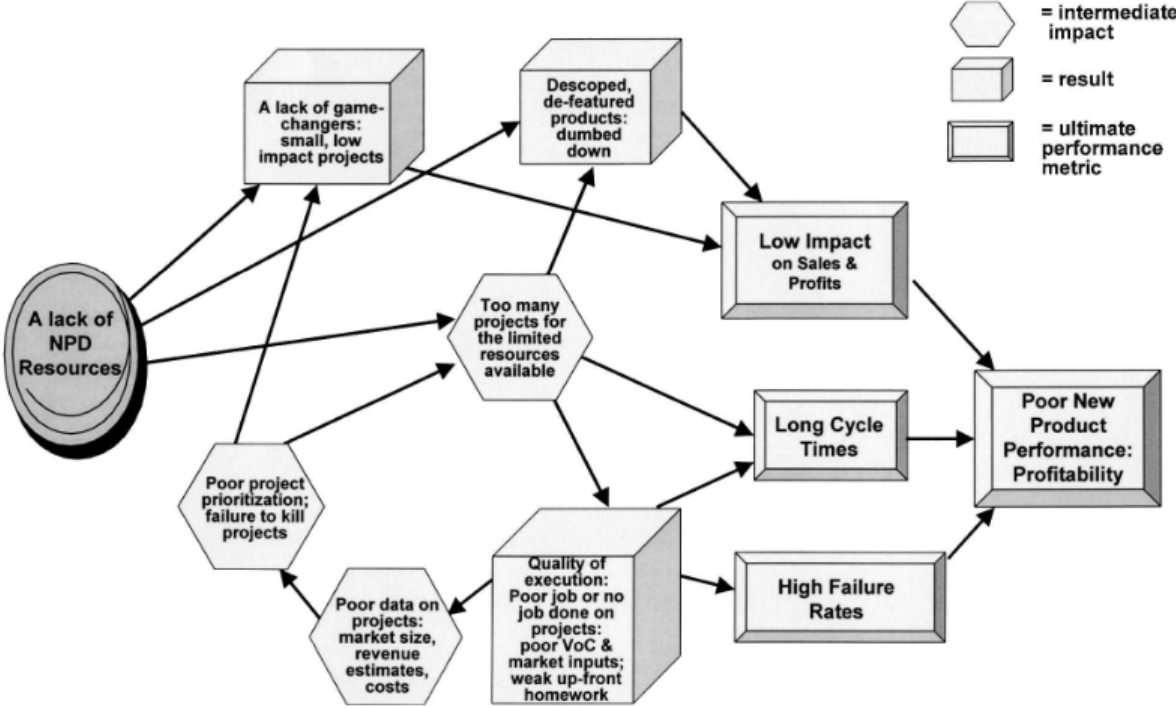 = intermediate
impact
= result
= ultimate
performance
metric
A lack of game-
changers:
small, low
impact projects
Descoped,
de-featured
products:
dumbed
down
Low Impact
on Sales &
Profits
A lack of
NPD
Resources
Too many
projects for
the limited
resources
available
Long Cycle
Times
Poor New
Product
Performance:
Profitability
Poor project
prioritization;
failure to kill
projects
Quality of
execution:
Poor job or no
job done on
projects:
poor VoC &
market inputs;
weak up-front
homework
High Failure
Rates
Poor data on
projects:
market size,
revenue
estimates,
costs